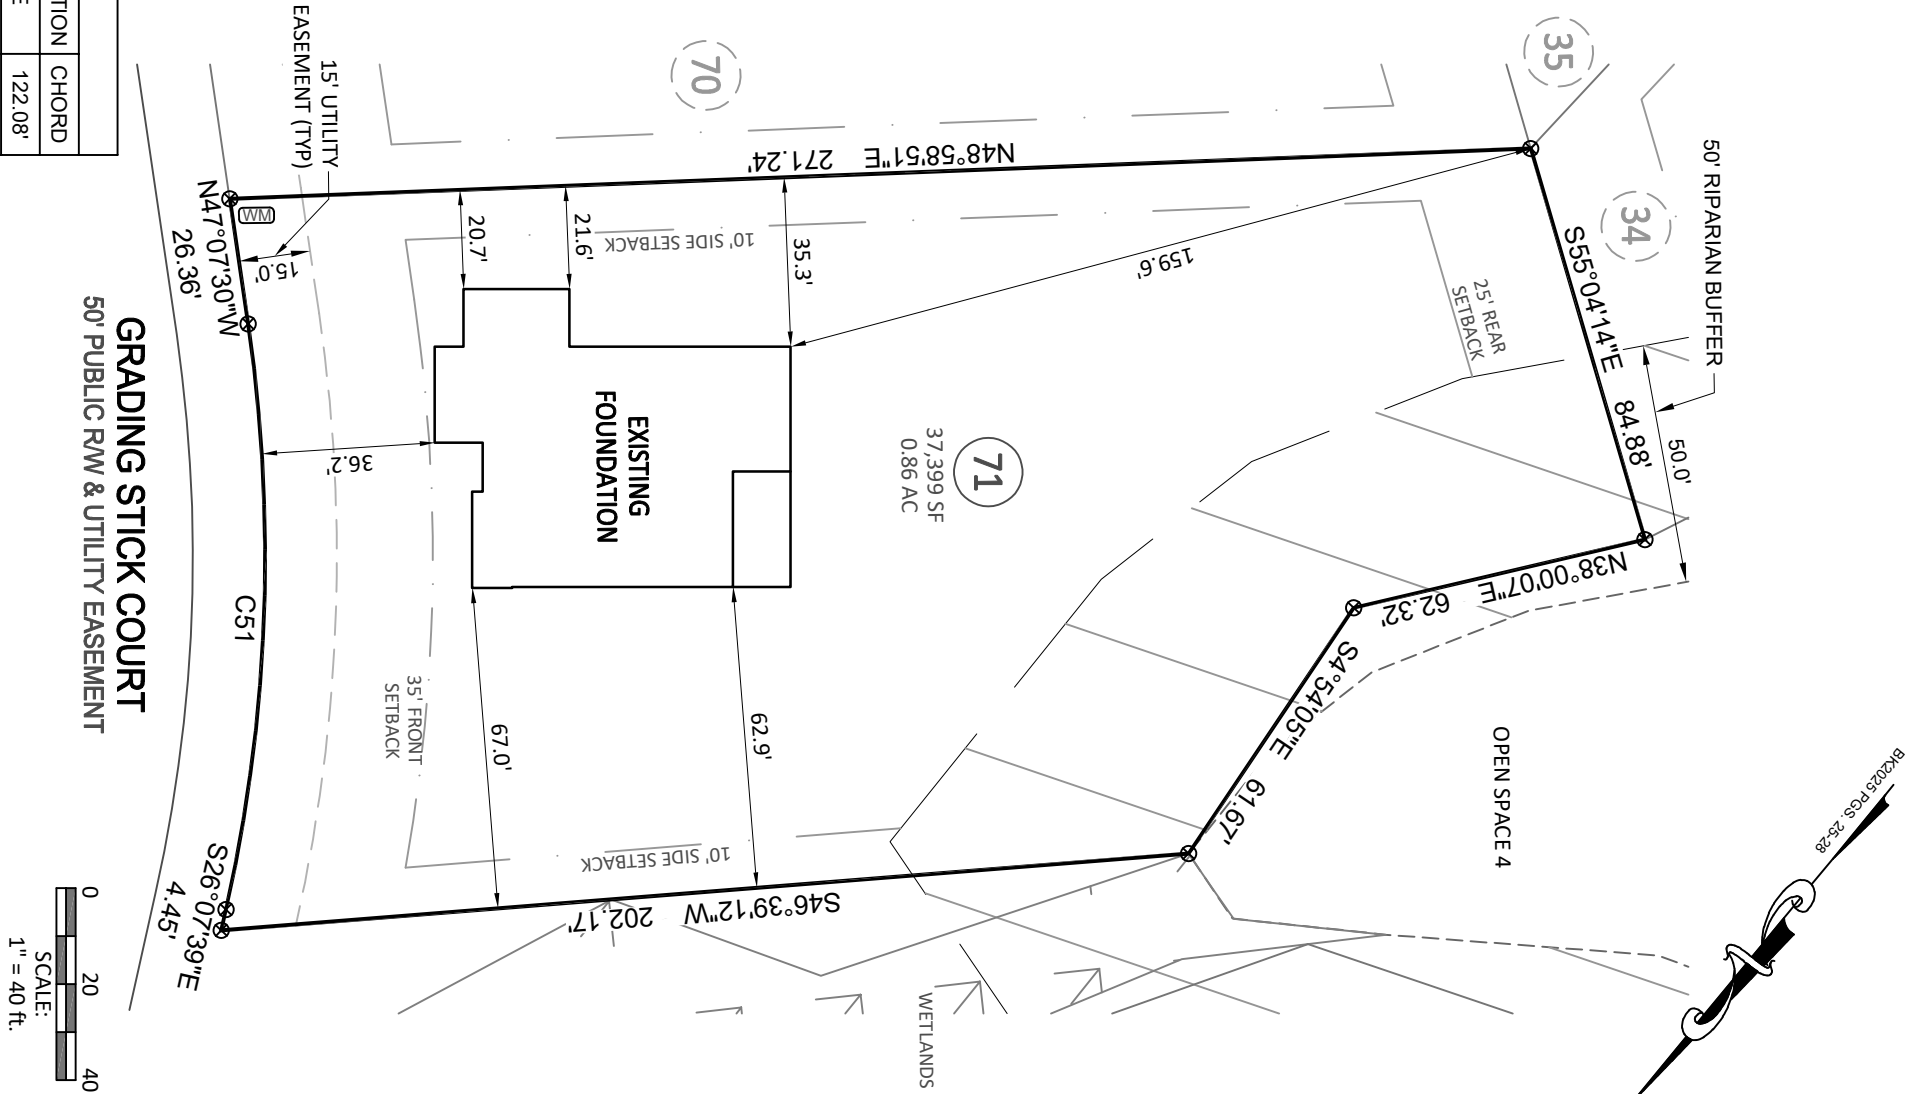 TION
CHORD
E
122.08'
15' UTILITY
EASEMENT (TYP)
70
35
34
50' RIPARIAN BUFFER
N48°58'51"E 271.24'
S55°04'14"E 84.88'
50.0'
N38°00'07"E 62.32'
S4°54'05"E 61.67'
S46°39'12"W 202.17'
S26°07'39"E
4.45'
C51
N47°07'30"W
26.36'
WM
15.0'
20.7'
21.6'
35.3'
159.6'
10' SIDE SETBACK
25' REAR
SETBACK
EXISTING
FOUNDATION
71
37,399 SF
0.86 AC
36.2'
35' FRONT
SETBACK
67.0'
62.9'
10' SIDE SETBACK
OPEN SPACE 4
WETLANDS
BK2025 PGS. 25-28
GRADING STICK COURT
50' PUBLIC R/W & UTILITY EASEMENT
0 20 40
SCALE:
1" = 40 ft.